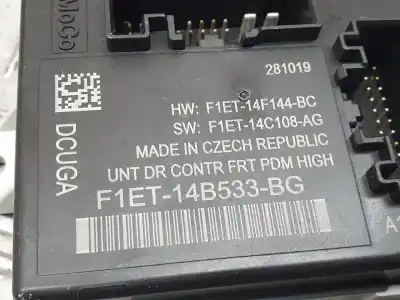 MoCo
281019
HW: F1ET-14F144-BC
SW: F1ET-14C108-AG
MADE IN CZECH REPUBLIC
UNT DR CONTR FRT PDM HIGH
F1ET-14B533-BG
DCUGA